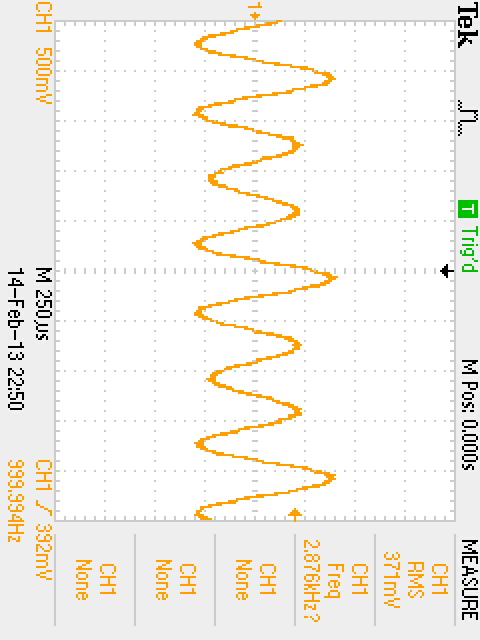 Tek T Trig'd M Pos: 0.000s MEASURE
CH1
RMS
371mV
CH1
Freq
2.876kHz?
CH1
None
CH1
None
CH1
None
1
CH1 500mV M 250µs CH1 / 392mV
14-Feb-13 22:50 999.994Hz